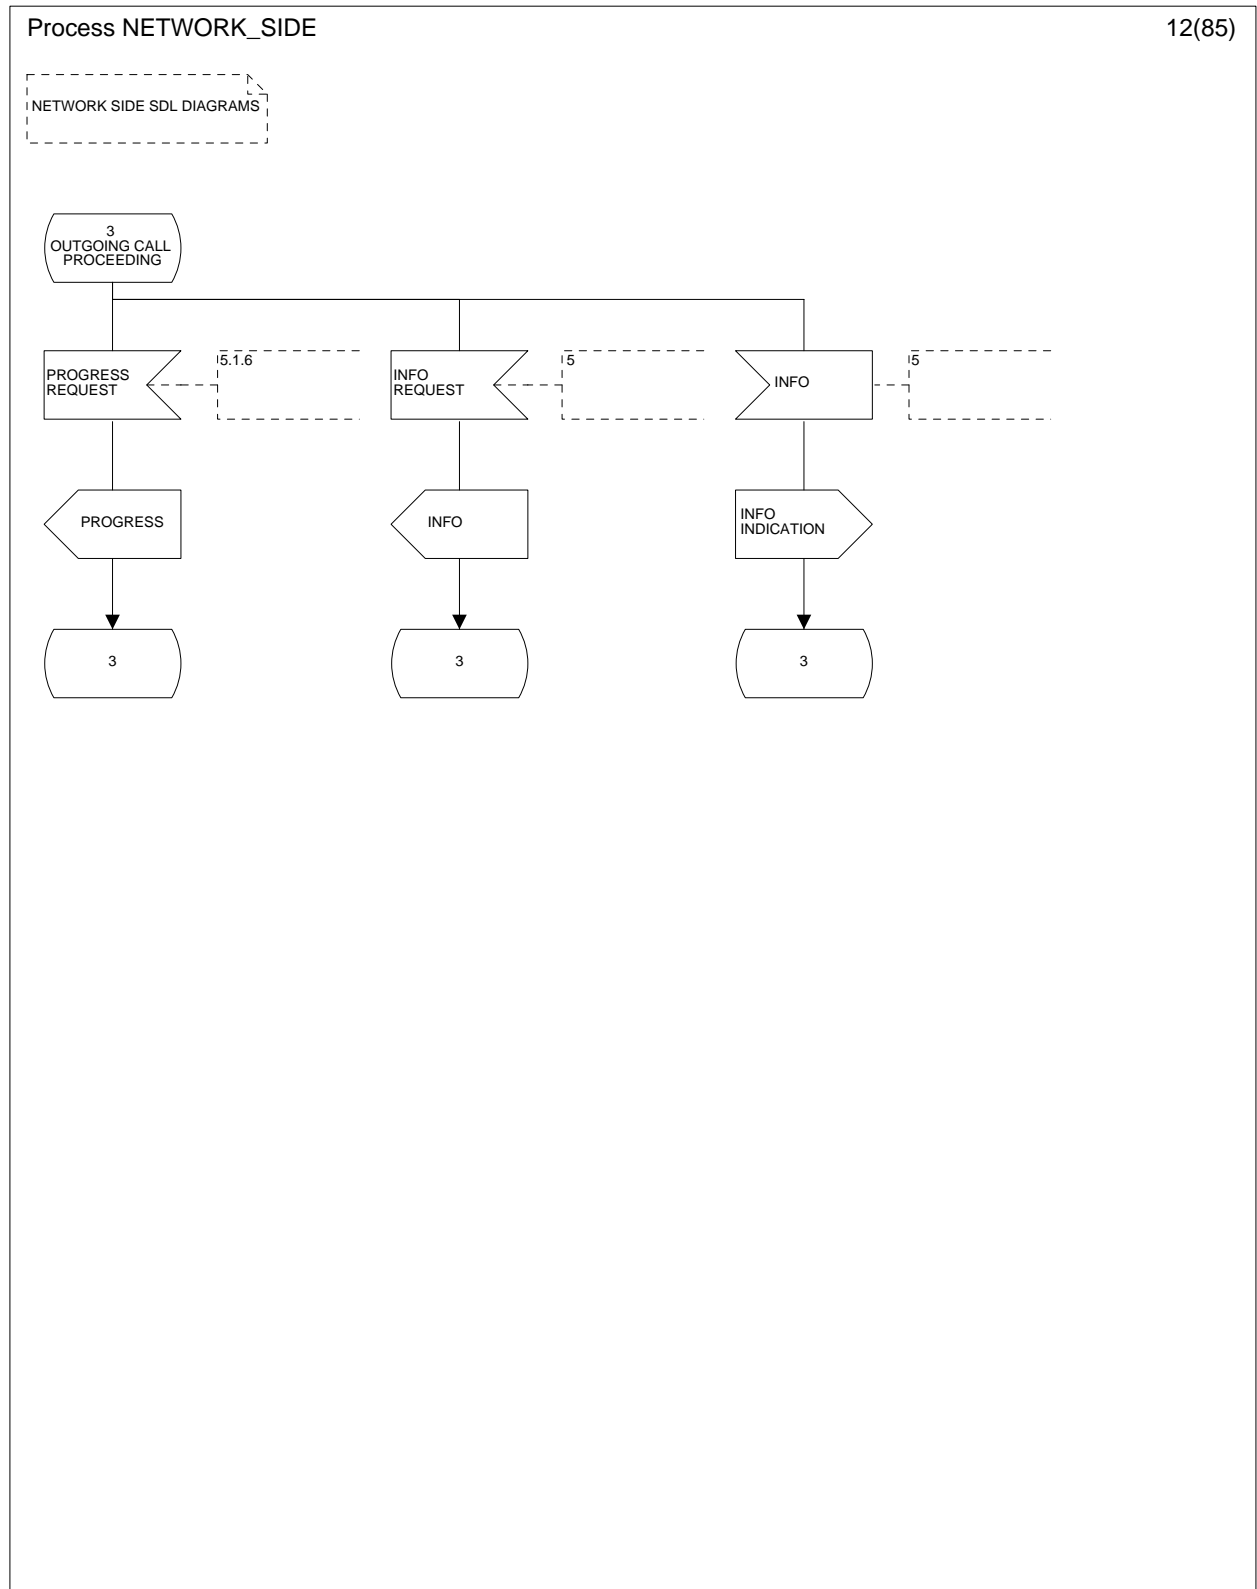 Process NETWORK_SIDE
12(85)
NETWORK SIDE SDL DIAGRAMS
3
OUTGOING CALL
PROCEEDING
PROGRESS
REQUEST
5.1.6
INFO
REQUEST
5
INFO
5
PROGRESS
INFO
INFO
INDICATION
3
3
3